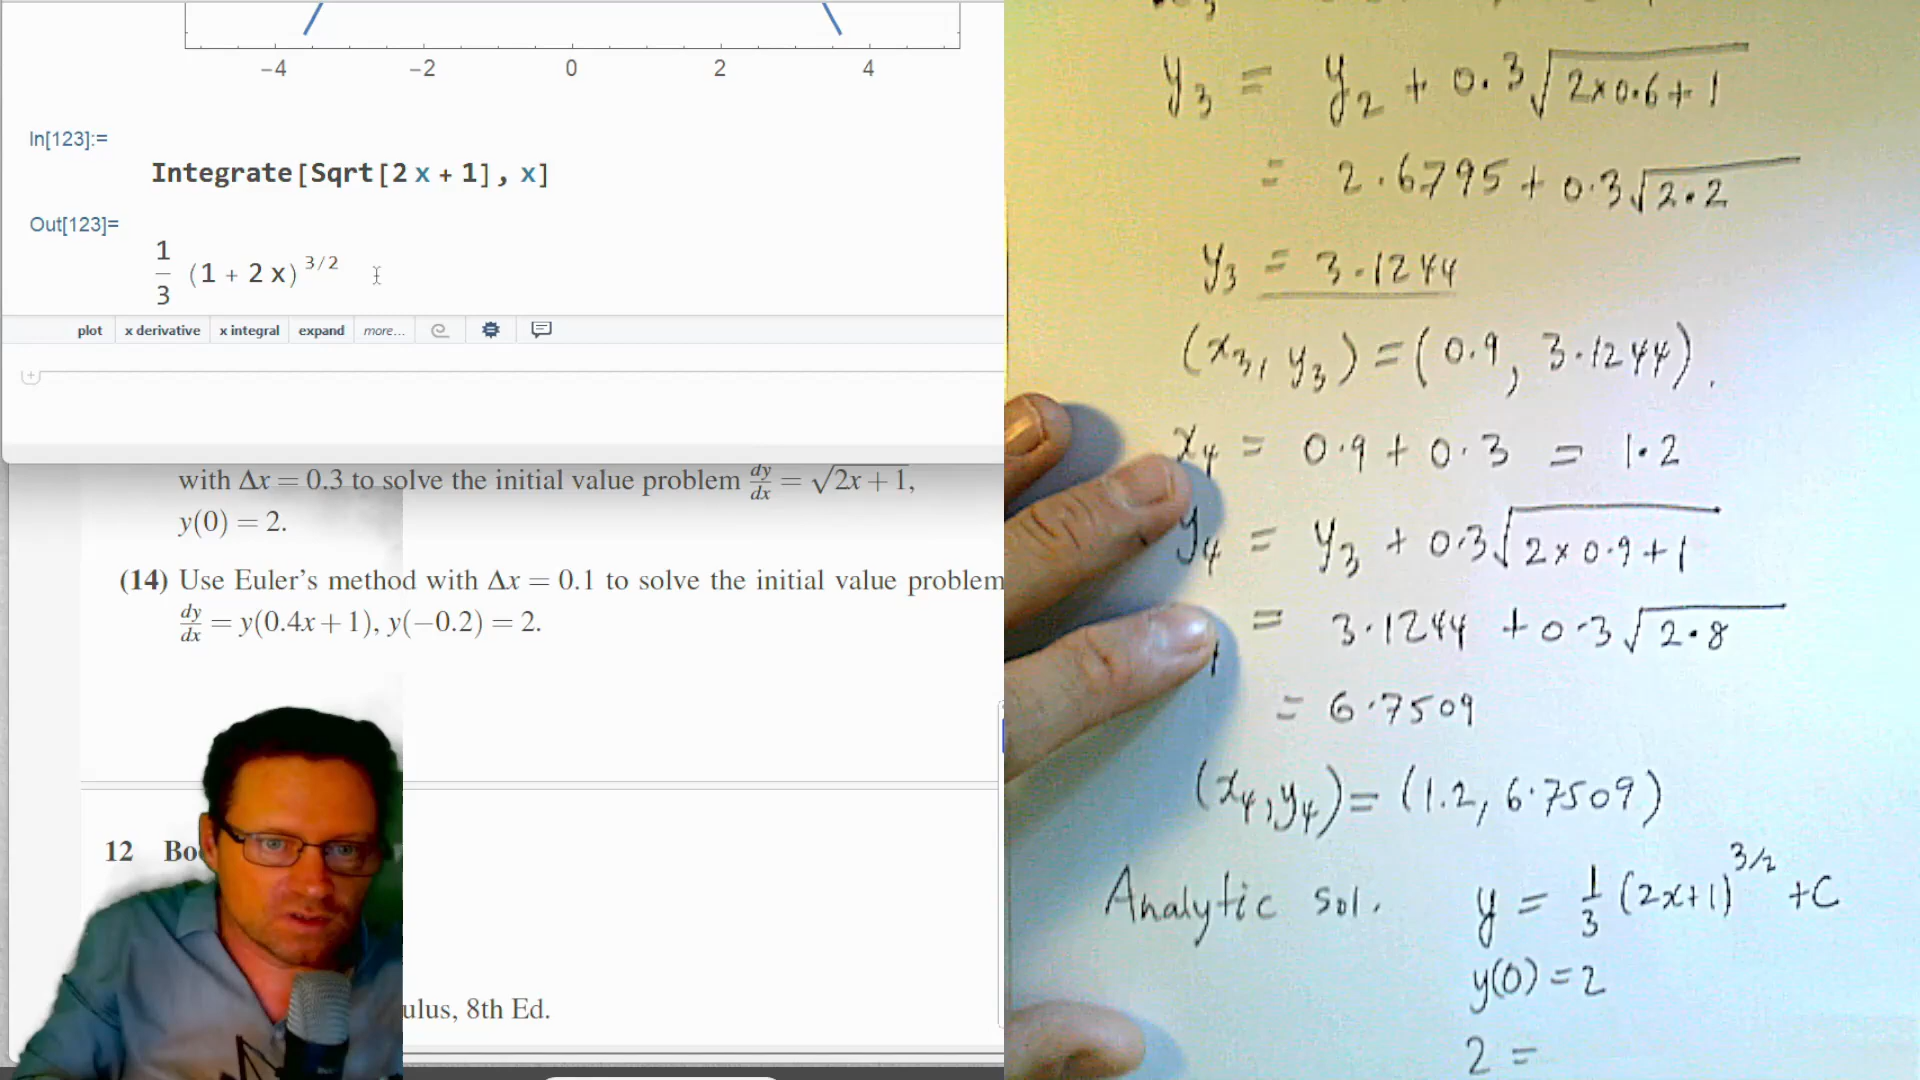 -4 -2 0 2 4
In[123]:=
Integrate[Sqrt[2 x + 1], x]
Out[123]=
1/3 (1 + 2 x)^3/2
plot x derivative x integral expand more...
with Δx = 0.3 to solve the initial value problem dy/dx = √2x + 1,
y(0) = 2.
(14) Use Euler's method with Δx = 0.1 to solve the initial value problem
dy/dx = y(0.4x + 1), y(−0.2) = 2.
12 Bo
ulus, 8th Ed.
y3 = y2 + 0.3√2×0.6+1
= 2.6795 + 0.3√2.2
y3 = 3.1244
(x3, y3) = (0.9, 3.1244).
x4 = 0.9 + 0.3 = 1.2
y4 = y3 + 0.3√2×0.9+1
= 3.1244 + 0.3√2.8
= 6.7509
(x4, y4) = (1.2, 6.7509)
Analytic sol. y = 1/3 (2x+1)^3/2 + C
y(0) = 2
2 =